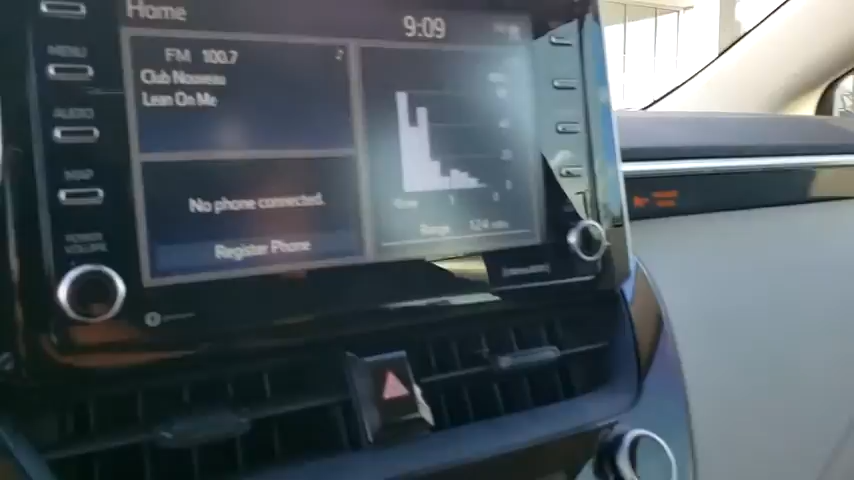 Home
9:09
MENU
FM 100.7
Club Nouveau
Lean On Me
AUDIO
MAP
No phone connected.
Range
POWER
VOLUME
Register Phone